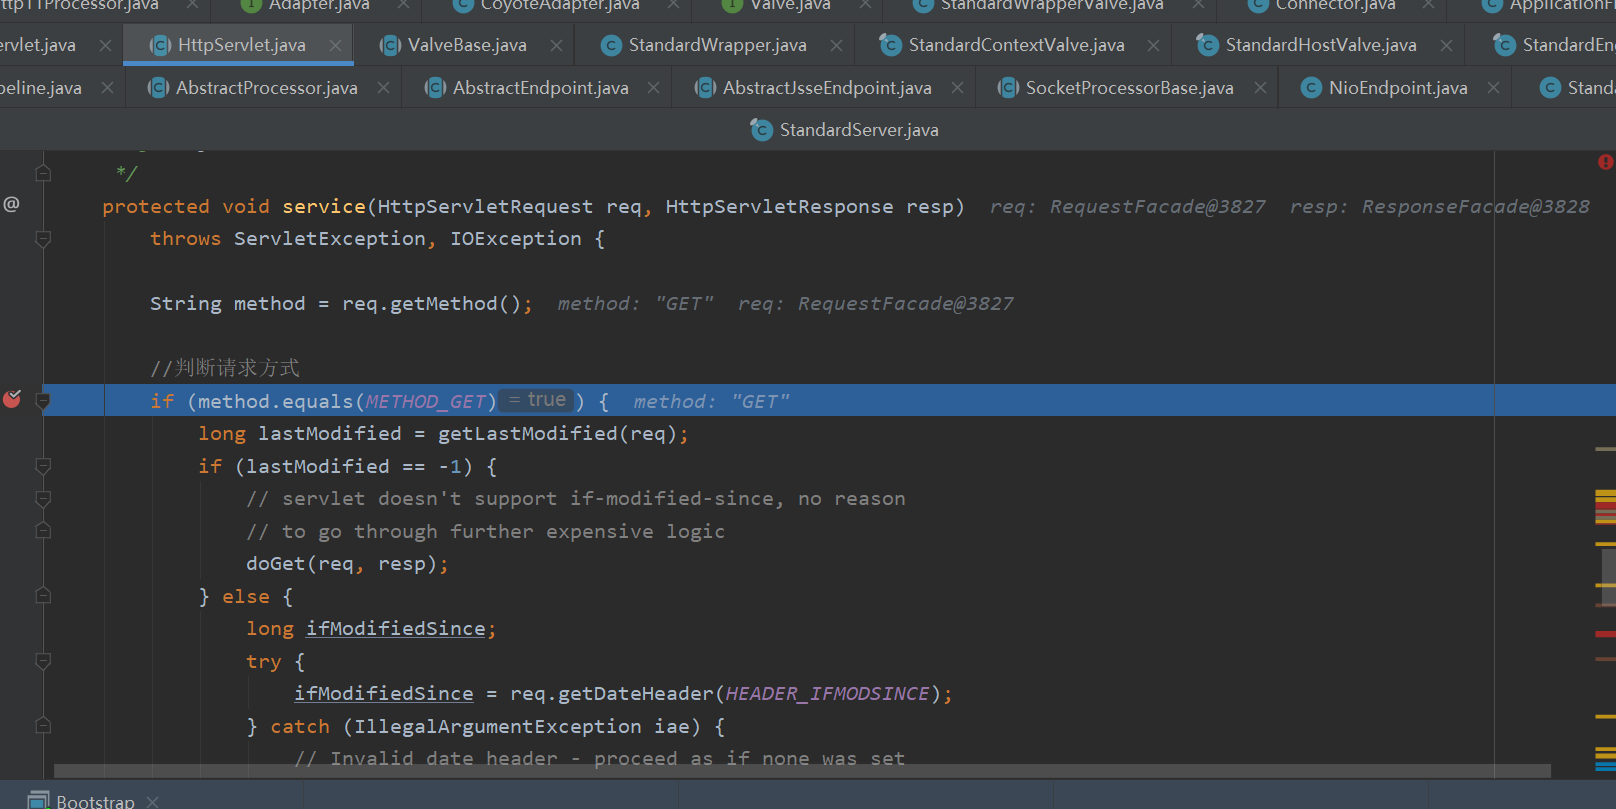 ttp11Processor.java Adapter.java CoyoteAdapter.java Valve.java StandardWrapperValve.java Connector.java ApplicationFi
ervlet.java HttpServlet.java ValveBase.java StandardWrapper.java StandardContextValve.java StandardHostValve.java StandardEn
peline.java AbstractProcessor.java AbstractEndpoint.java AbstractJsseEndpoint.java SocketProcessorBase.java NioEndpoint.java Standa
StandardServer.java
*/
@ protected void service(HttpServletRequest req, HttpServletResponse resp) req: RequestFacade@3827 resp: ResponseFacade@3828
throws ServletException, IOException {
String method = req.getMethod(); method: "GET" req: RequestFacade@3827
//判断请求方式
if (method.equals(METHOD_GET) = true ) { method: "GET"
long lastModified = getLastModified(req);
if (lastModified == -1) {
// servlet doesn't support if-modified-since, no reason
// to go through further expensive logic
doGet(req, resp);
} else {
long ifModifiedSince;
try {
ifModifiedSince = req.getDateHeader(HEADER_IFMODSINCE);
} catch (IllegalArgumentException iae) {
// Invalid date header - proceed as if none was set
Bootstrap